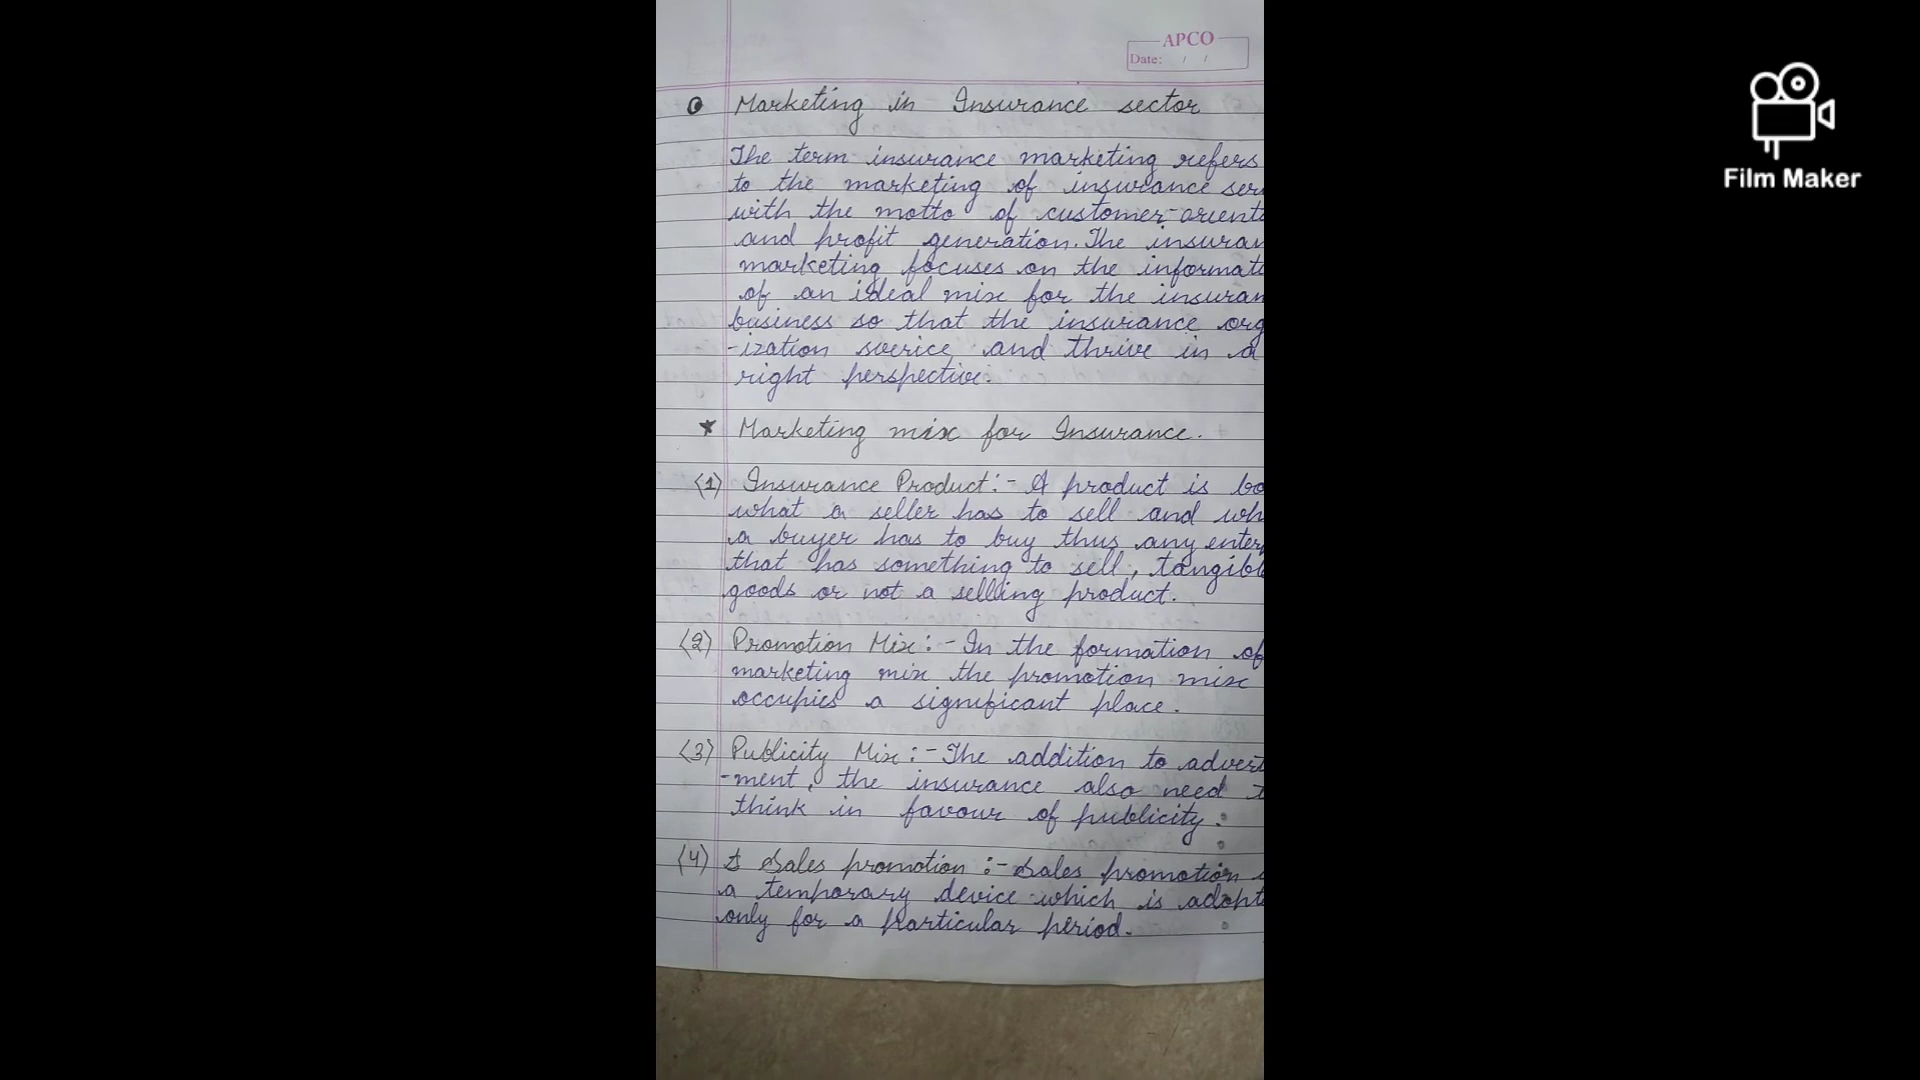 APCO
Date: / /
Marketing in Insurance sector
The term insurance marketing refers
to the marketing of insurance ser
with the motto of customer-orient
and profit generation. The insuran
marketing focuses on the informat
of an ideal mix for the insuran
business so that the insurance org
-ization and thrive in a
right perspective.
Marketing mix for Insurance.
(1) Insurance Product:- A product is bo
what a seller has to sell and wh
a buyer has to buy thus any enter
that has something to sell, tangibl
goods or not a selling product.
(2) Promotion Mix:- In the formation of
marketing mix the promotion mix
occupies a significant place.
(3) Publicity Mix:- The addition to advert
-ment, the insurance also need t
think in favour of publicity.
(4) Sales promotion:- Sales promotion
a temporary device which is adopt
only for a particular period.
Film Maker